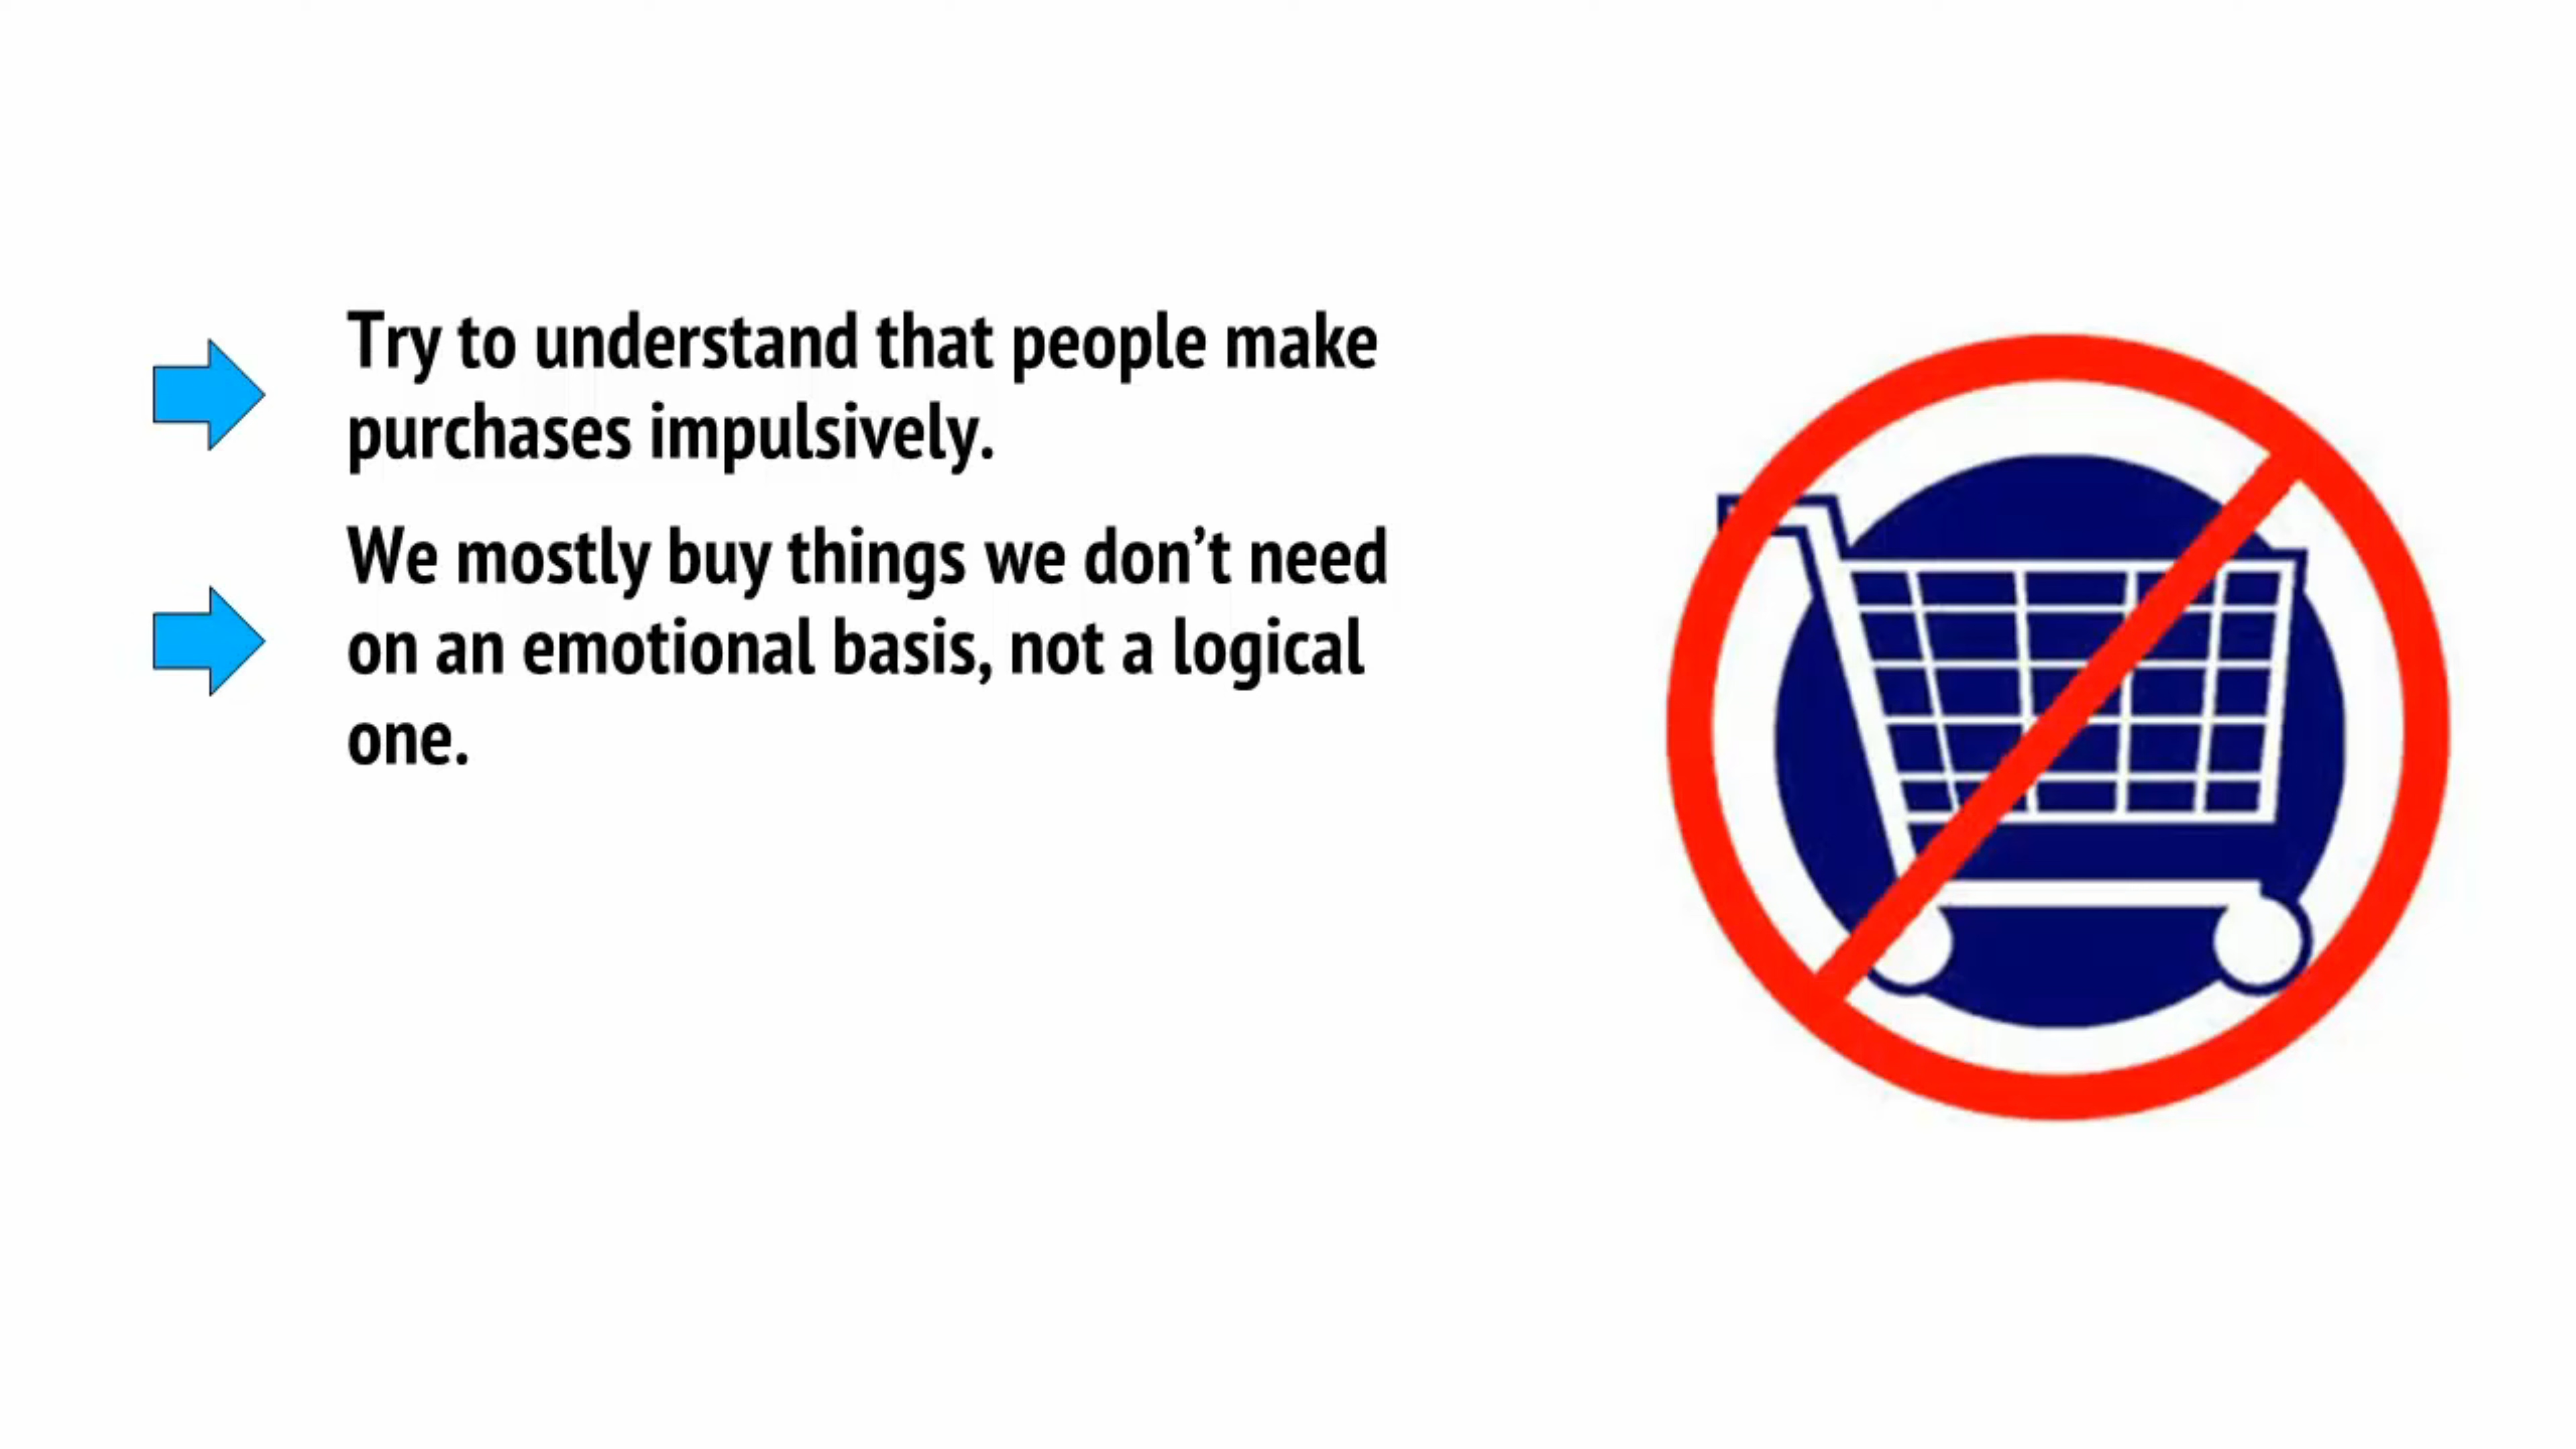 Try to understand that people make
purchases impulsively.
We mostly buy things we don’t need
on an emotional basis, not a logical
one.